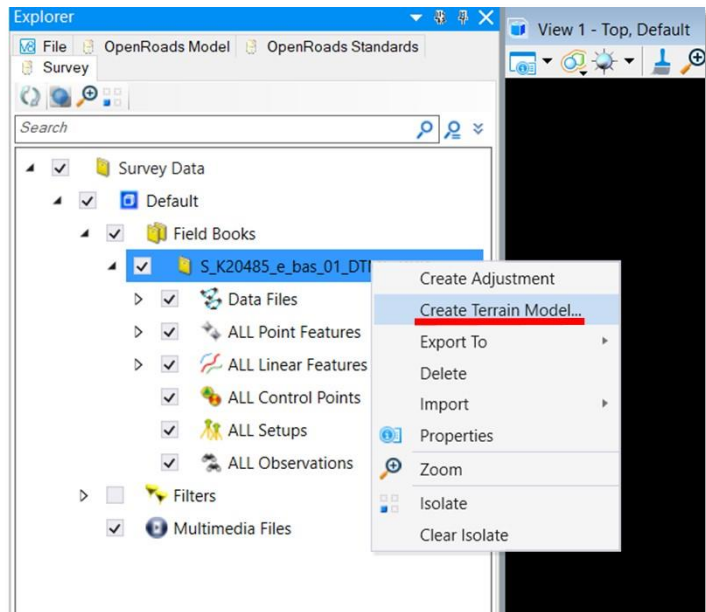 Explorer
View 1 - Top, Default
File
OpenRoads Model
OpenRoads Standards
Survey
Search
Survey Data
Default
Field Books
S_K20485_e_bas_01_DT
Data Files
ALL Point Features
ALL Linear Features
ALL Control Points
ALL Setups
ALL Observations
Filters
Multimedia Files
Create Adjustment
Create Terrain Model...
Export To
Delete
Import
Properties
Zoom
Isolate
Clear Isolate